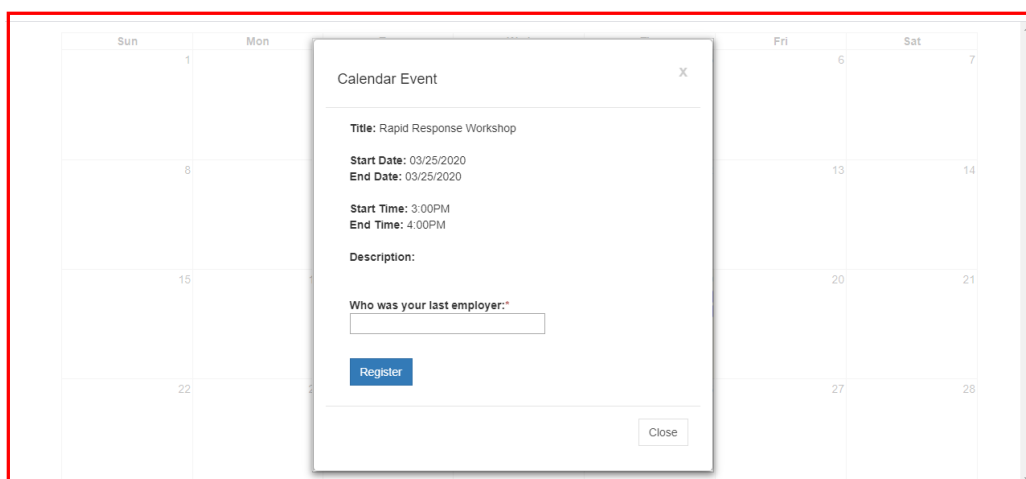 Sun Mon Fri Sat
1 6 7
Calendar Event x
Title: Rapid Response Workshop
Start Date: 03/25/2020
End Date: 03/25/2020
8 13 14
Start Time: 3:00PM
End Time: 4:00PM
Description:
15 20 21
Who was your last employer:*
Register
22 27 28
Close